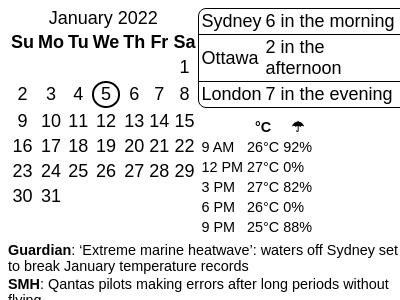 January 2022
Su Mo Tu We Th Fr Sa
1
2 3 4 5 6 7 8
9 10 11 12 13 14 15
16 17 18 19 20 21 22
23 24 25 26 27 28 29
30 31
Sydney 6 in the morning
Ottawa 2 in the
afternoon
London 7 in the evening
°C ☂
9 AM 26°C 92%
12 PM 27°C 0%
3 PM 27°C 82%
6 PM 26°C 0%
9 PM 25°C 88%
Guardian: ‘Extreme marine heatwave’: waters off Sydney set
to break January temperature records
SMH: Qantas pilots making errors after long periods without
flying